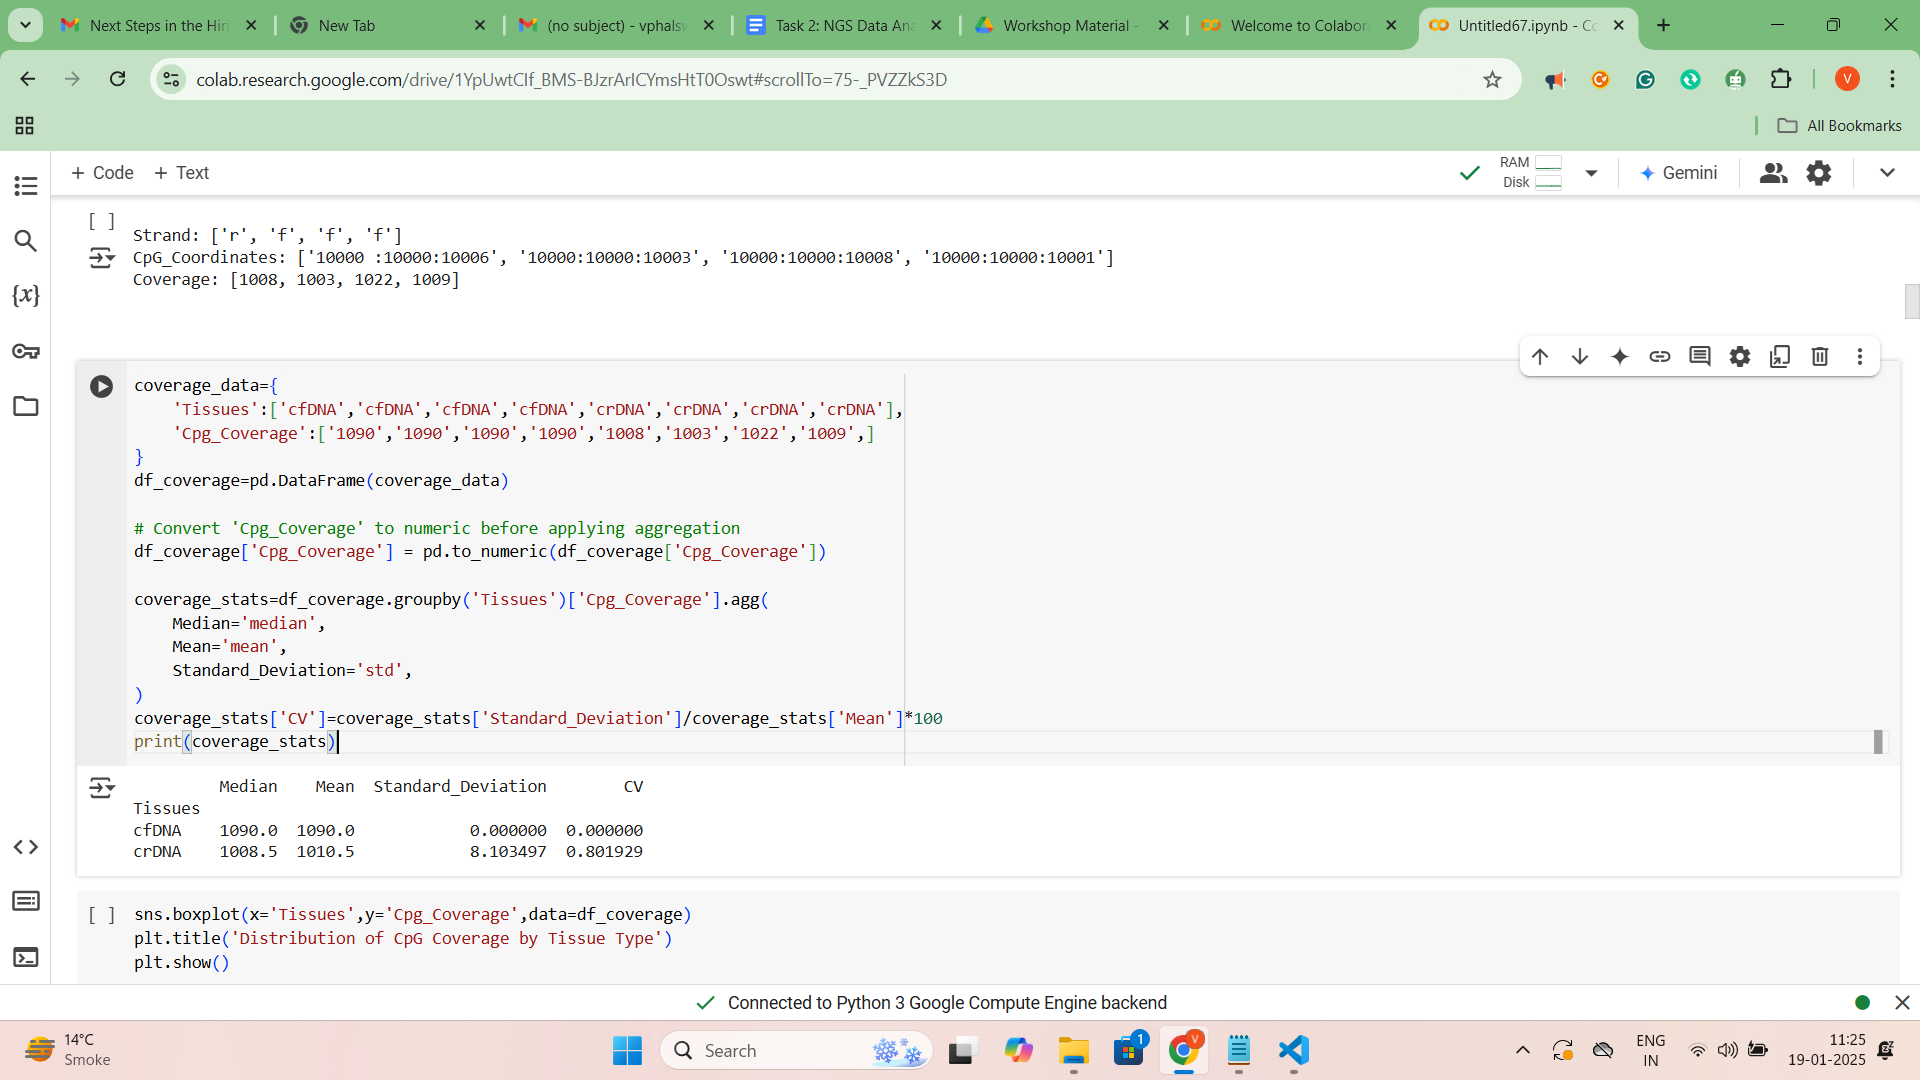 Next Steps in the Hiri
New Tab
(no subject) - vphalsw
Task 2: NGS Data Ana
Workshop Material -
Welcome to Colabor
Untitled67.ipynb - Co
colab.research.google.com/drive/1YpUwtCIf_BMS-BJzrArICYmsHtT0Oswt#scrollTo=75-_PVZZkS3D
V
All Bookmarks
+ Code + Text
RAM
Disk
Gemini
[ ]
Strand: ['r', 'f', 'f', 'f']
CpG_Coordinates: ['10000 :10000:10006', '10000:10000:10003', '10000:10000:10008', '10000:10000:10001']
Coverage: [1008, 1003, 1022, 1009]
{x}
coverage_data={
'Tissues':['cfDNA','cfDNA','cfDNA','cfDNA','crDNA','crDNA','crDNA','crDNA'],
'Cpg_Coverage':['1090','1090','1090','1090','1008','1003','1022','1009',]
}
df_coverage=pd.DataFrame(coverage_data)
# Convert 'Cpg_Coverage' to numeric before applying aggregation
df_coverage['Cpg_Coverage'] = pd.to_numeric(df_coverage['Cpg_Coverage'])
coverage_stats=df_coverage.groupby('Tissues')['Cpg_Coverage'].agg(
Median='median',
Mean='mean',
Standard_Deviation='std',
)
coverage_stats['CV']=coverage_stats['Standard_Deviation']/coverage_stats['Mean']*100
print(coverage_stats)
Median Mean Standard_Deviation CV
Tissues
cfDNA 1090.0 1090.0 0.000000 0.000000
crDNA 1008.5 1010.5 8.103497 0.801929
[ ]
sns.boxplot(x='Tissues',y='Cpg_Coverage',data=df_coverage)
plt.title('Distribution of CpG Coverage by Tissue Type')
plt.show()
Connected to Python 3 Google Compute Engine backend
14°C
Smoke
Search
1
V
ENG
IN
11:25
19-01-2025